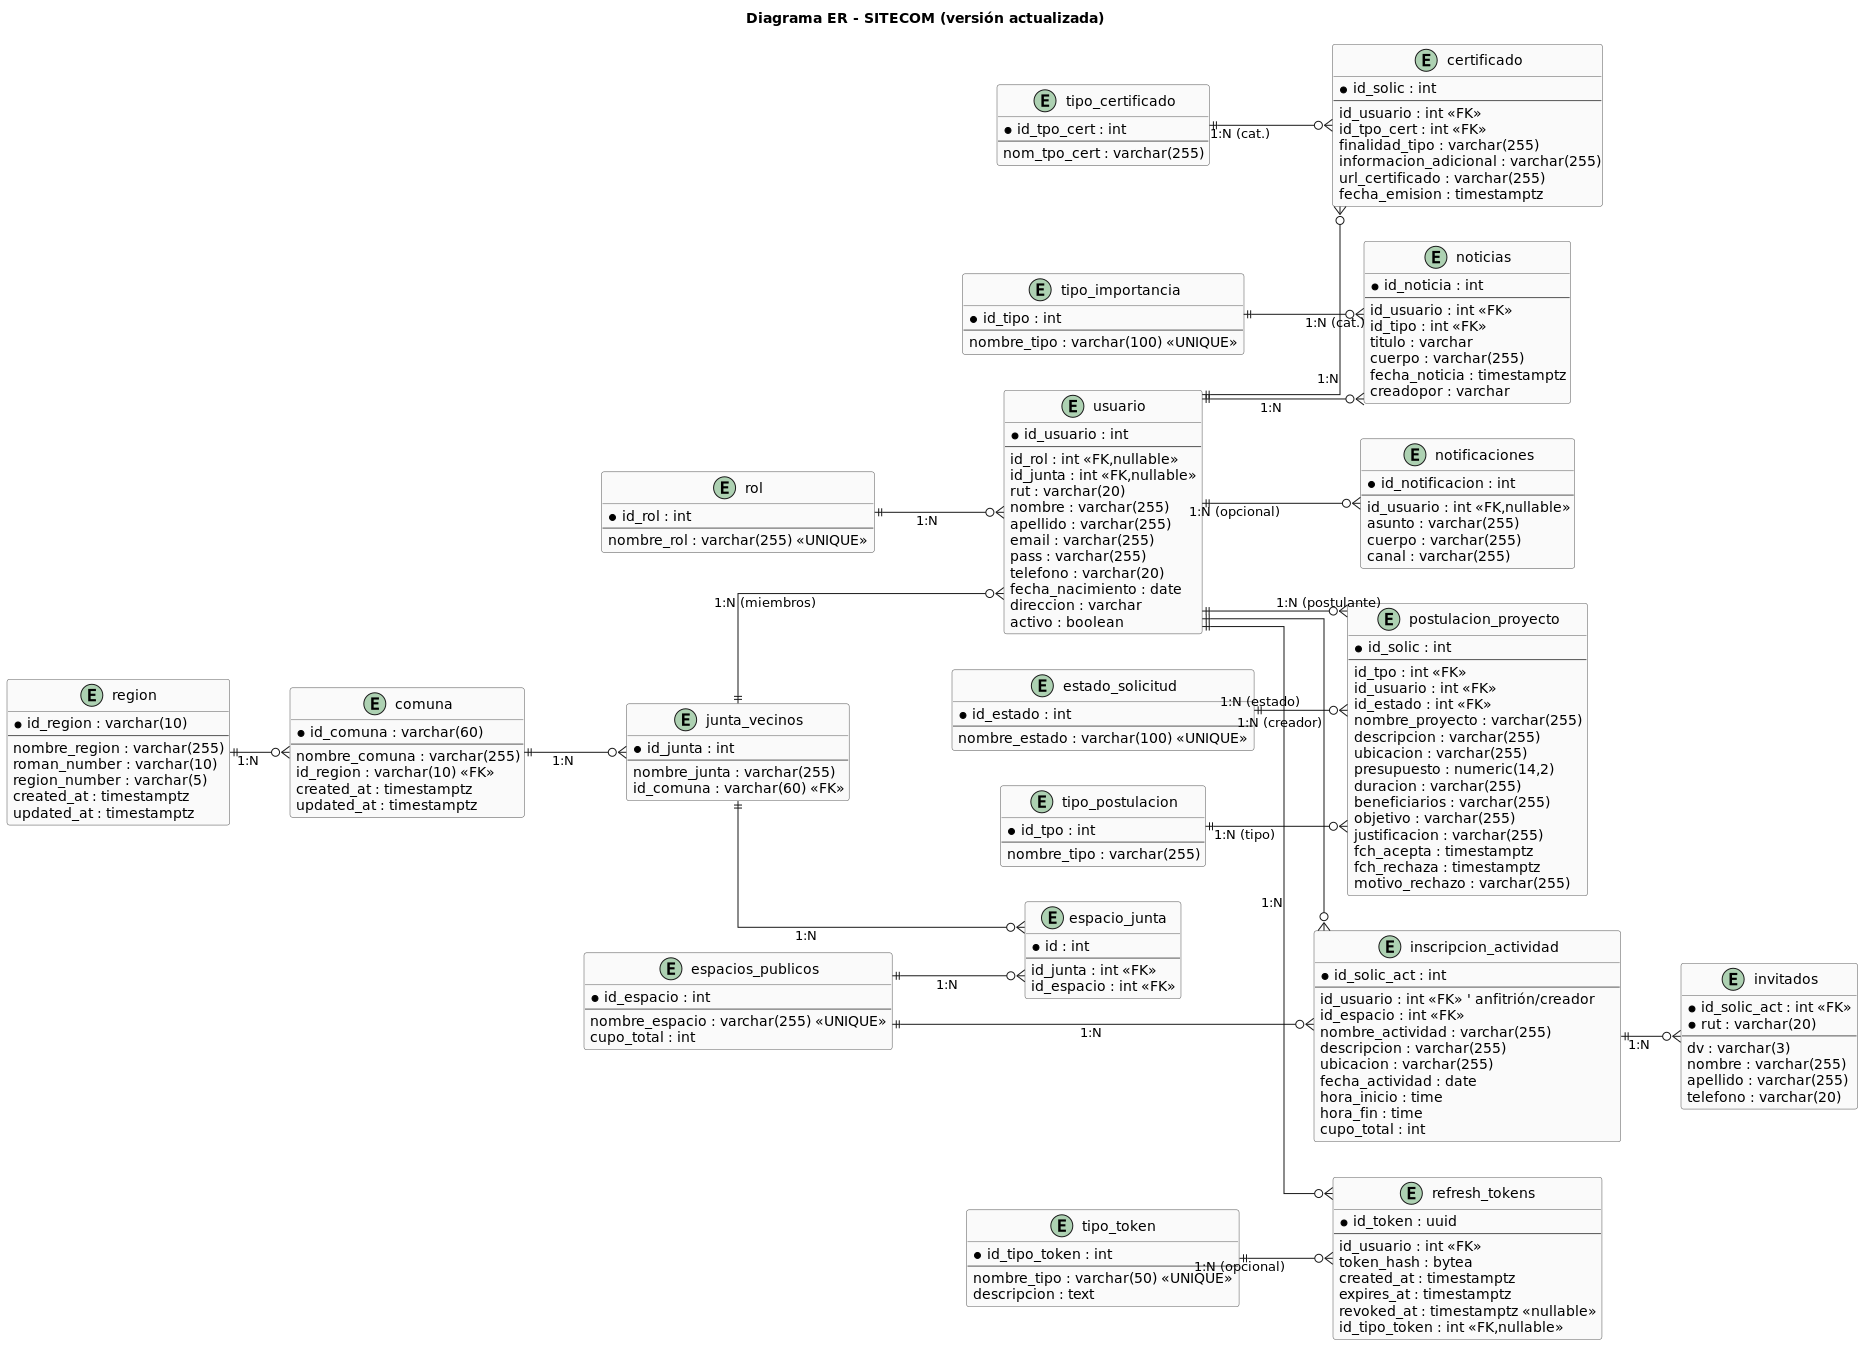 Diagrama ER - SITECOM (versión actualizada)
E certificado
id_solic : int
id_usuario : int «FK»
id_tpo_cert : int «FK»
finalidad_tipo : varchar(255)
informacion_adicional : varchar(255)
url_certificado : varchar(255)
fecha_emision : timestamptz
E tipo_certificado
id_tpo_cert : int
nom_tpo_cert : varchar(255)
1:N (cat.)
E noticias
id_noticia : int
id_usuario : int «FK»
id_tipo : int «FK»
titulo : varchar
cuerpo : varchar(255)
fecha_noticia : timestamptz
creadopor : varchar
E tipo_importancia
id_tipo : int
nombre_tipo : varchar(100) «UNIQUE»
1:N (cat.)
1:N
1:N
E usuario
id_usuario : int
id_rol : int «FK,nullable»
id_junta : int «FK,nullable»
rut : varchar(20)
nombre : varchar(255)
apellido : varchar(255)
email : varchar(255)
pass : varchar(255)
telefono : varchar(20)
fecha_nacimiento : date
direccion : varchar
activo : boolean
E notificaciones
id_notificacion : int
id_usuario : int «FK,nullable»
asunto : varchar(255)
cuerpo : varchar(255)
canal : varchar(255)
1:N (opcional)
E rol
id_rol : int
nombre_rol : varchar(255) «UNIQUE»
1:N
1:N (miembros)
1:N (postulante)
E postulacion_proyecto
id_solic : int
id_tpo : int «FK»
id_usuario : int «FK»
id_estado : int «FK»
nombre_proyecto : varchar(255)
descripcion : varchar(255)
ubicacion : varchar(255)
presupuesto : numeric(14,2)
duracion : varchar(255)
beneficiarios : varchar(255)
objetivo : varchar(255)
justificacion : varchar(255)
fch_acepta : timestamptz
fch_rechaza : timestamptz
motivo_rechazo : varchar(255)
E estado_solicitud
id_estado : int
nombre_estado : varchar(100) «UNIQUE»
1:N (estado)
1:N (creador)
E region
id_region : varchar(10)
nombre_region : varchar(255)
roman_number : varchar(10)
region_number : varchar(5)
created_at : timestamptz
updated_at : timestamptz
1:N
E comuna
id_comuna : varchar(60)
nombre_comuna : varchar(255)
id_region : varchar(10) «FK»
created_at : timestamptz
updated_at : timestamptz
1:N
E junta_vecinos
id_junta : int
nombre_junta : varchar(255)
id_comuna : varchar(60) «FK»
E tipo_postulacion
id_tpo : int
nombre_tipo : varchar(255)
1:N (tipo)
1:N
E espacio_junta
id : int
id_junta : int «FK»
id_espacio : int «FK»
1:N
E espacios_publicos
id_espacio : int
nombre_espacio : varchar(255) «UNIQUE»
cupo_total : int
1:N
1:N
E inscripcion_actividad
id_solic_act : int
id_usuario : int «FK» ' anfitrión/creador
id_espacio : int «FK»
nombre_actividad : varchar(255)
descripcion : varchar(255)
ubicacion : varchar(255)
fecha_actividad : date
hora_inicio : time
hora_fin : time
cupo_total : int
1:N
E invitados
id_solic_act : int «FK»
rut : varchar(20)
dv : varchar(3)
nombre : varchar(255)
apellido : varchar(255)
telefono : varchar(20)
E refresh_tokens
id_token : uuid
id_usuario : int «FK»
token_hash : bytea
created_at : timestamptz
expires_at : timestamptz
revoked_at : timestamptz «nullable»
id_tipo_token : int «FK,nullable»
E tipo_token
id_tipo_token : int
nombre_tipo : varchar(50) «UNIQUE»
descripcion : text
1:N (opcional)